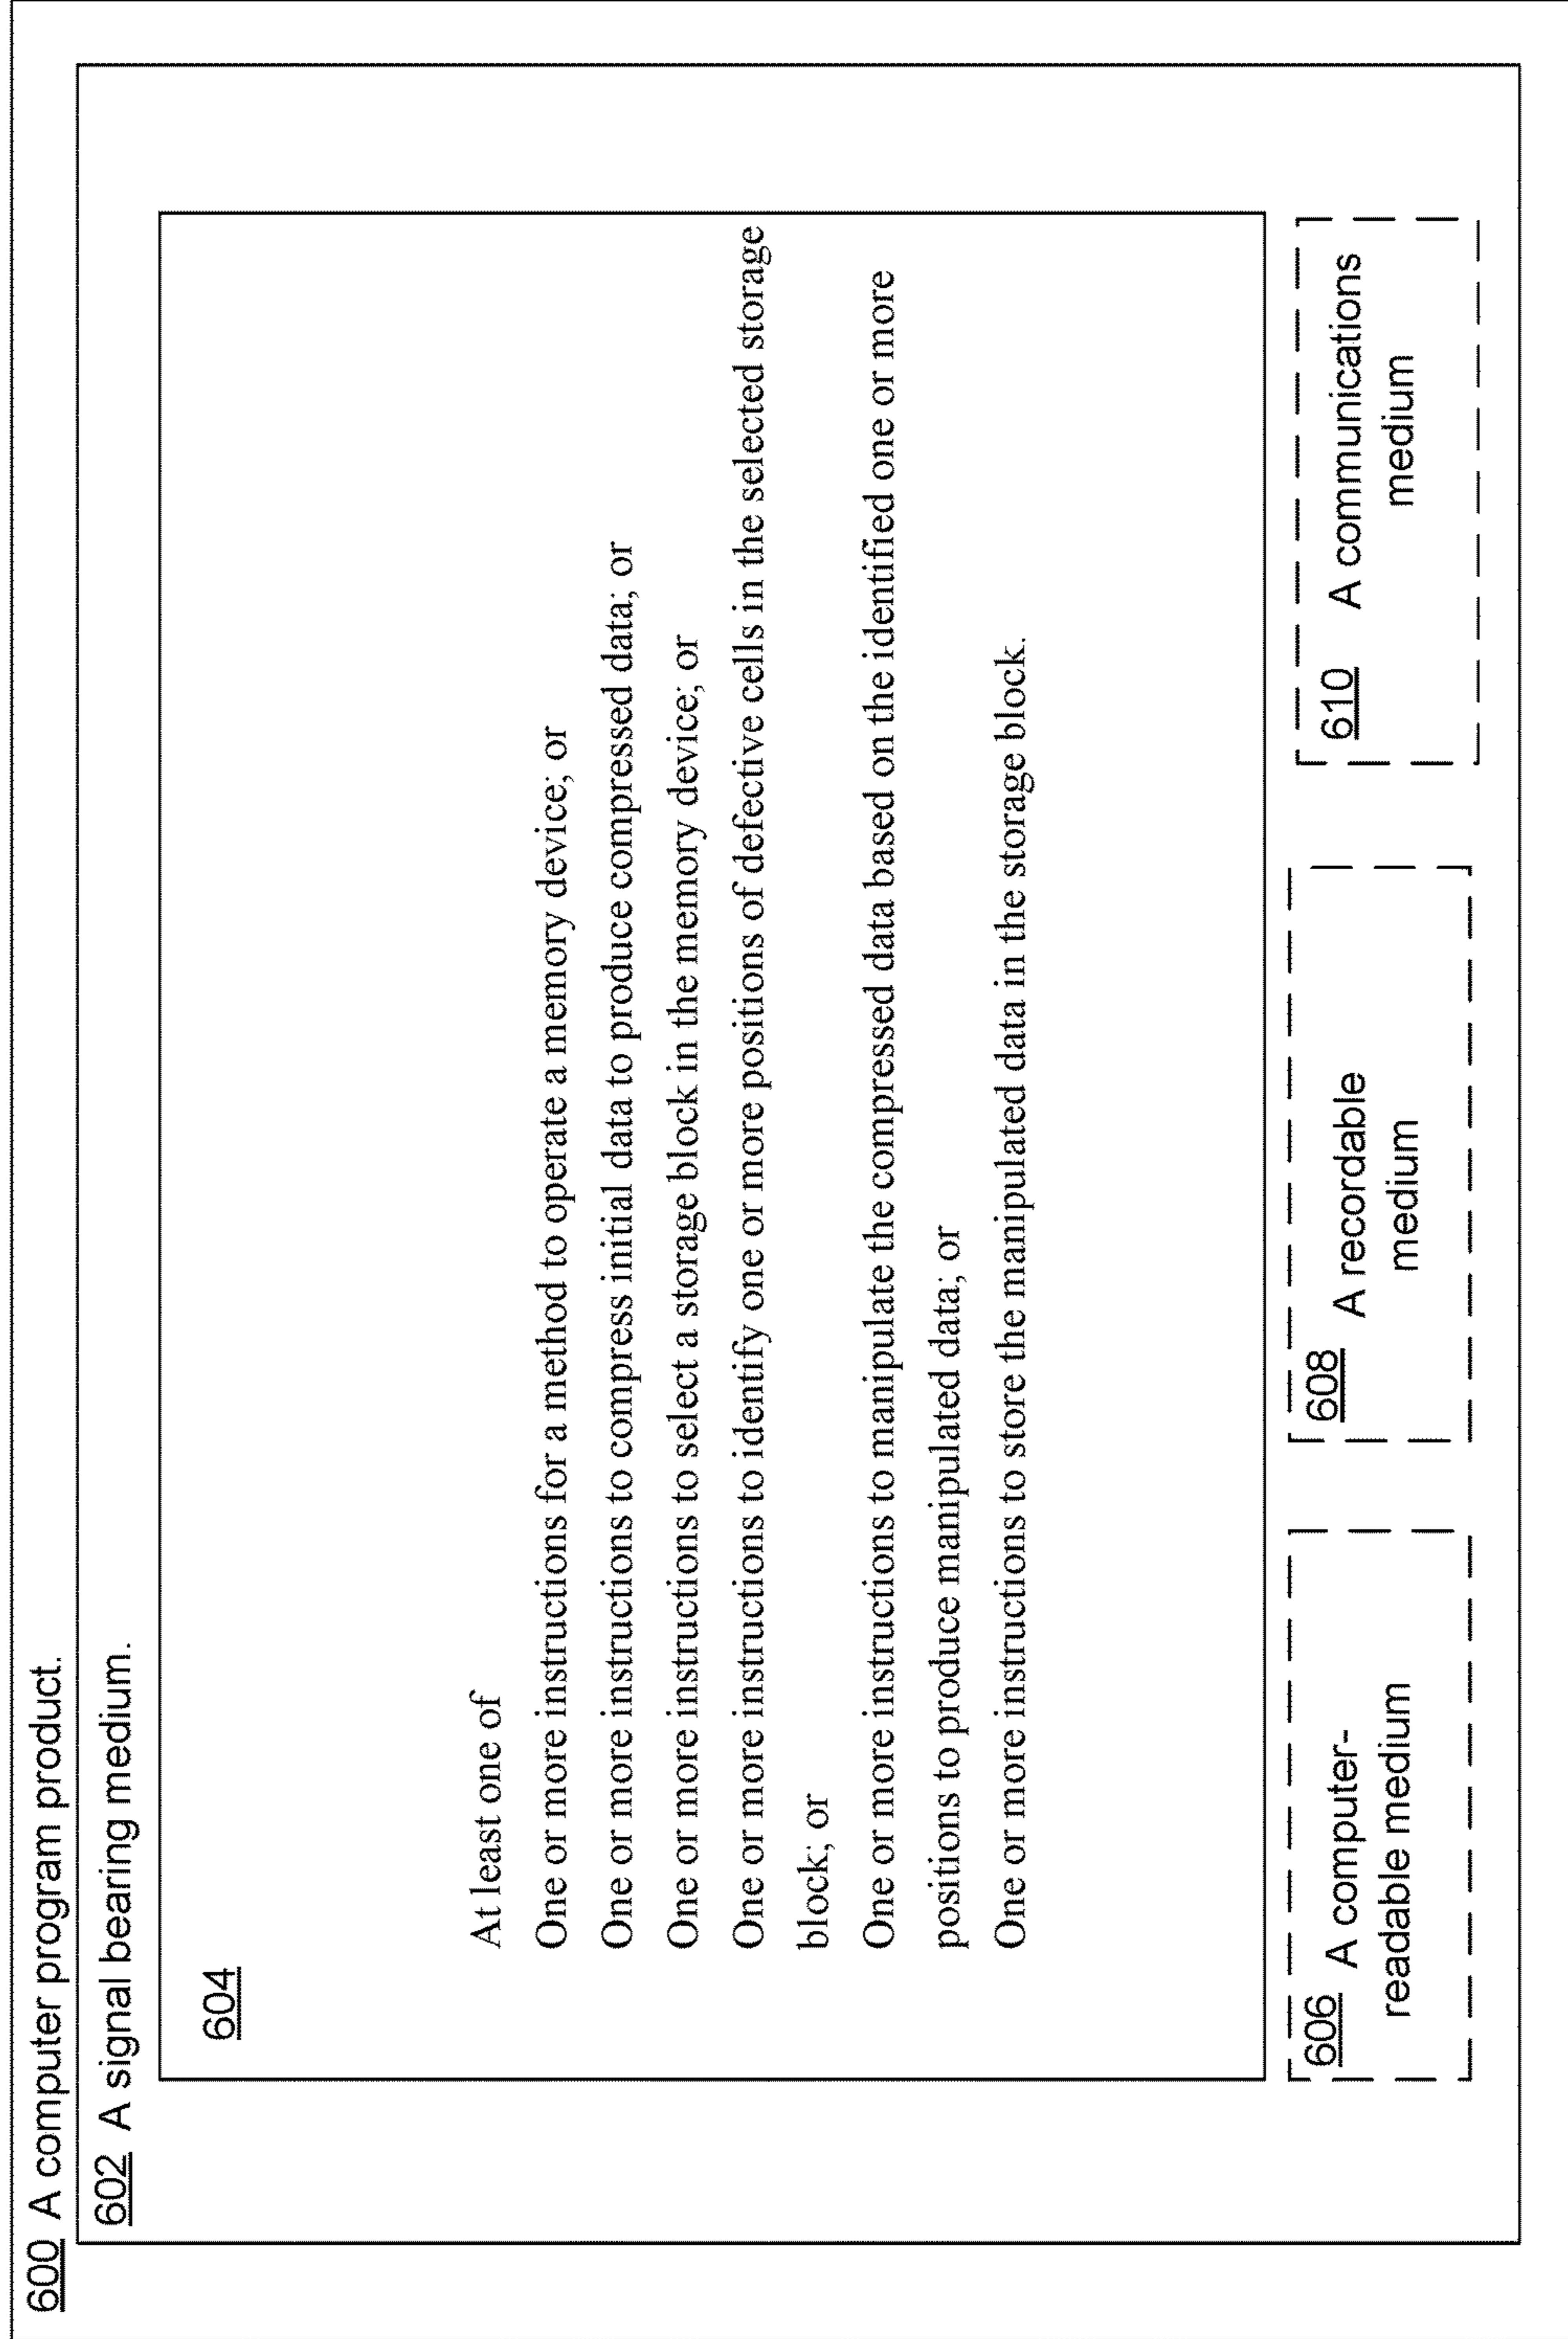 600 A computer program product.
602 A signal bearing medium.
604
At least one of
One or more instructions for a method to operate a memory device; or
One or more instructions to compress initial data to produce compressed data; or
One or more instructions to select a storage block in the memory device; or
One or more instructions to identify one or more positions of defective cells in the selected storage
block; or
One or more instructions to manipulate the compressed data based on the identified one or more
positions to produce manipulated data; or
One or more instructions to store the manipulated data in the storage block.
606 A computer-
readable medium
608 A recordable
medium
610 A communications
medium